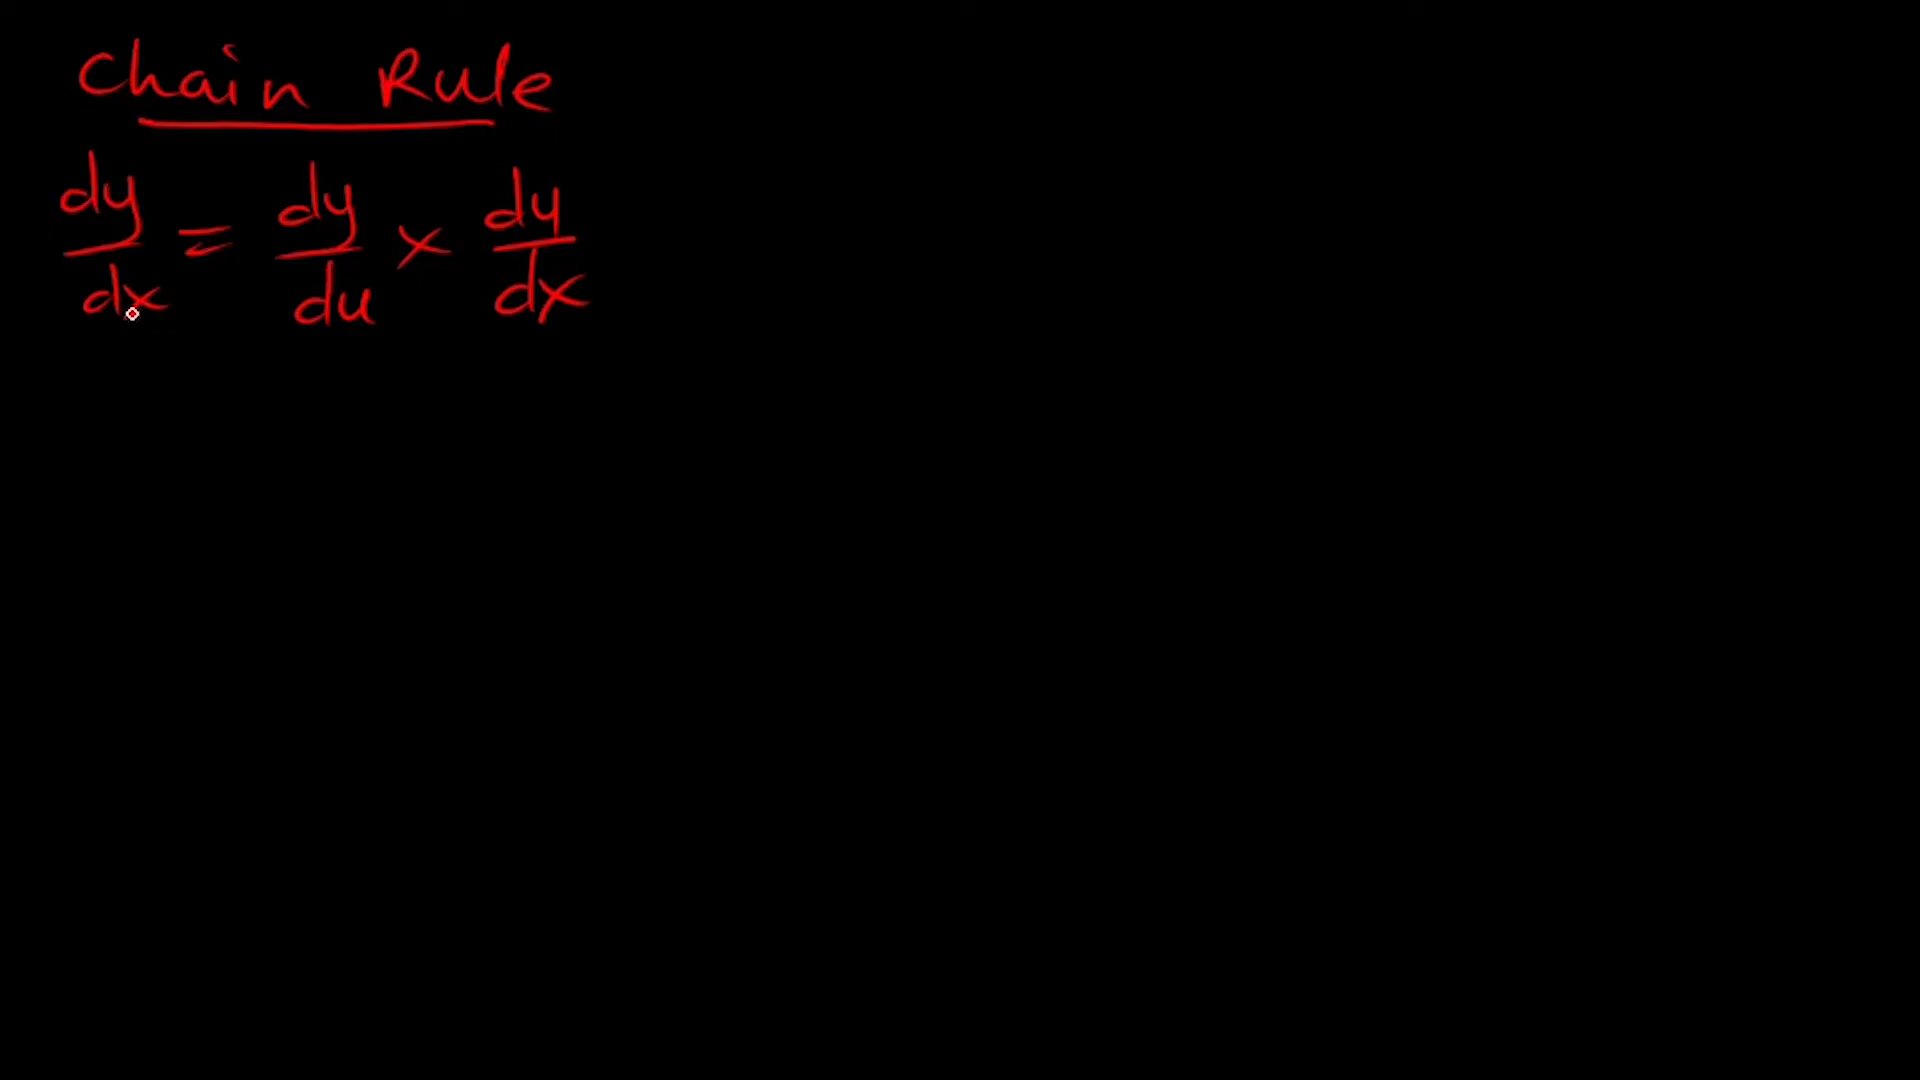 Chain Rule
dy/dx = dy/du × dy/dx